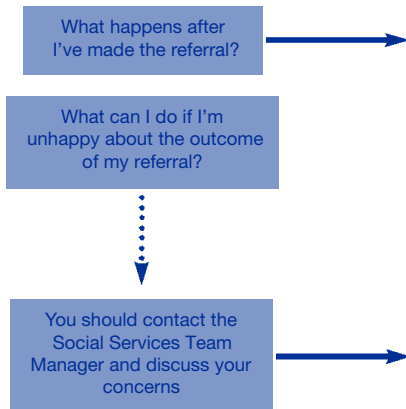 What happens after
I've made the referral?
What can I do if I'm
unhappy about the outcome
of my referral?
You should contact the
Social Services Team
Manager and discuss your
concerns